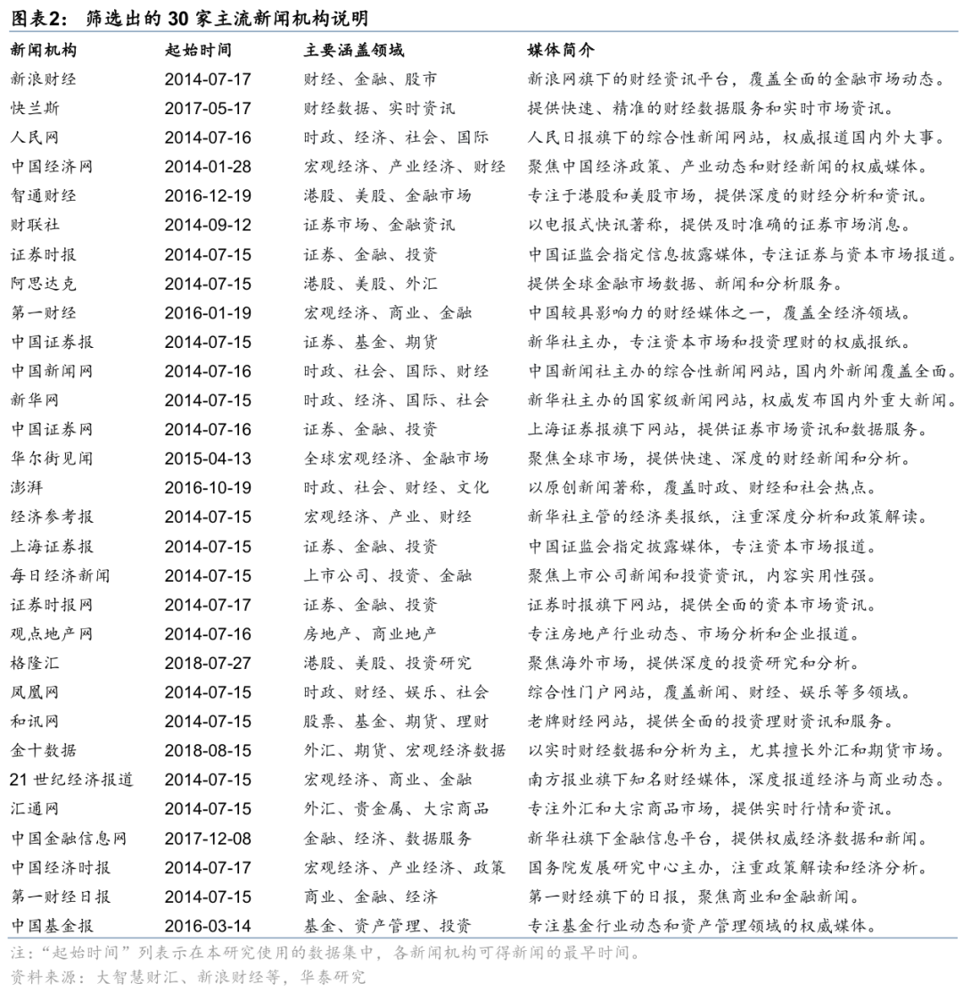 图表2： 筛选出的 30 家主流新闻机构说明
新闻机构 起始时间 主要涵盖领域 媒体简介
新浪财经 2014-07-17 财经、金融、股市 新浪网旗下的财经资讯平台，覆盖全面的金融市场动态。
快兰斯 2017-05-17 财经数据、实时资讯 提供快速、精准的财经数据服务和实时市场资讯。
人民网 2014-07-16 时政、经济、社会、国际 人民日报旗下的综合性新闻网站，权威报道国内外大事。
中国经济网 2014-01-28 宏观经济、产业经济、财经 聚焦中国经济政策、产业动态和财经新闻的权威媒体。
智通财经 2016-12-19 港股、美股、金融市场 专注于港股和美股市场，提供深度的财经分析和资讯。
财联社 2014-09-12 证券市场、金融资讯 以电报式快讯著称，提供及时准确的证券市场消息。
证券时报 2014-07-15 证券、金融、投资 中国证监会指定信息披露媒体，专注证券与资本市场报道。
阿思达克 2014-07-15 港股、美股、外汇 提供全球金融市场数据、新闻和分析服务。
第一财经 2016-01-19 宏观经济、商业、金融 中国较具影响力的财经媒体之一，覆盖全经济领域。
中国证券报 2014-07-15 证券、基金、期货 新华社主办，专注资本市场和投资理财的权威报纸。
中国新闻网 2014-07-16 时政、社会、国际、财经 中国新闻社主办的综合性新闻网站，国内外新闻覆盖全面。
新华网 2014-07-15 时政、经济、国际、社会 新华社主办的国家级新闻网站，权威发布国内外重大新闻。
中国证券网 2014-07-16 证券、金融、投资 上海证券报旗下网站，提供证券市场资讯和数据服务。
华尔街见闻 2015-04-13 全球宏观经济、金融市场 聚焦全球市场，提供快速、深度的财经新闻和分析。
澎湃 2016-10-19 时政、社会、财经、文化 以原创新闻著称，覆盖时政、财经和社会热点。
经济参考报 2014-07-15 宏观经济、产业、财经 新华社主管的经济类报纸，注重深度分析和政策解读。
上海证券报 2014-07-15 证券、金融、投资 中国证监会指定披露媒体，专注资本市场报道。
每日经济新闻 2014-07-15 上市公司、投资、金融 聚焦上市公司新闻和投资资讯，内容实用性强。
证券时报网 2014-07-17 证券、金融、投资 证券时报旗下网站，提供全面的资本市场资讯。
观点地产网 2014-07-16 房地产、商业地产 专注房地产行业动态、市场分析和企业报道。
格隆汇 2018-07-27 港股、美股、投资研究 聚焦海外市场，提供深度的投资研究和分析。
凤凰网 2014-07-15 时政、财经、娱乐、社会 综合性门户网站，覆盖新闻、财经、娱乐等多领域。
和讯网 2014-07-15 股票、基金、期货、理财 老牌财经网站，提供全面的投资理财资讯和服务。
金十数据 2018-08-15 外汇、期货、宏观经济数据 以实时财经数据和分析为主，尤其擅长外汇和期货市场。
21 世纪经济报道 2014-07-15 宏观经济、商业、金融 南方报业旗下知名财经媒体，深度报道经济与商业动态。
汇通网 2014-07-15 外汇、贵金属、大宗商品 专注外汇和大宗商品市场，提供实时行情和资讯。
中国金融信息网 2017-12-08 金融、经济、数据服务 新华社旗下金融信息平台，提供权威经济数据和新闻。
中国经济时报 2014-07-17 宏观经济、产业经济、政策 国务院发展研究中心主办，注重政策解读和经济分析。
第一财经日报 2014-07-15 商业、金融、经济 第一财经旗下的日报，聚焦商业和金融新闻。
中国基金报 2016-03-14 基金、资产管理、投资 专注基金行业动态和资产管理领域的权威媒体。
注：“起始时间”列表示在本研究使用的数据集中，各新闻机构可得新闻的最早时间。
资料来源：大智慧财汇、新浪财经等，华泰研究